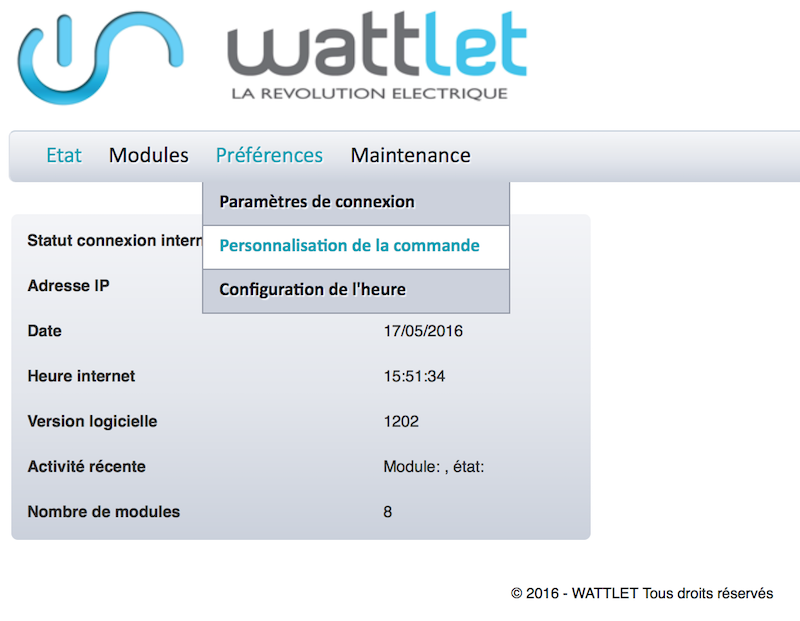 wattlet
LA REVOLUTION ELECTRIQUE
Etat Modules Préférences Maintenance
Paramètres de connexion
Statut connexion
Personnalisation de la commande
Adresse IP
Configuration de l'heure
Date 17/05/2016
Heure internet 15:51:34
Version logicielle 1202
Activité récente Module: , état:
Nombre de modules 8
© 2016 - WATTLET Tous droits réservés